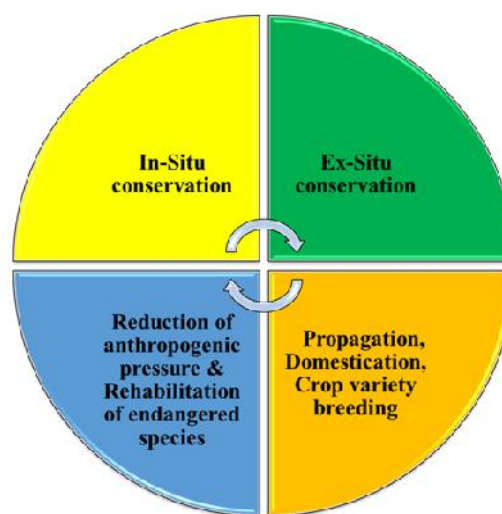 In-Situ
conservation
Ex-Situ
conservation
Reduction of
anthropogenic
pressure &
Rehabilitation
of endangered
species
Propagation,
Domestication,
Crop variety
breeding